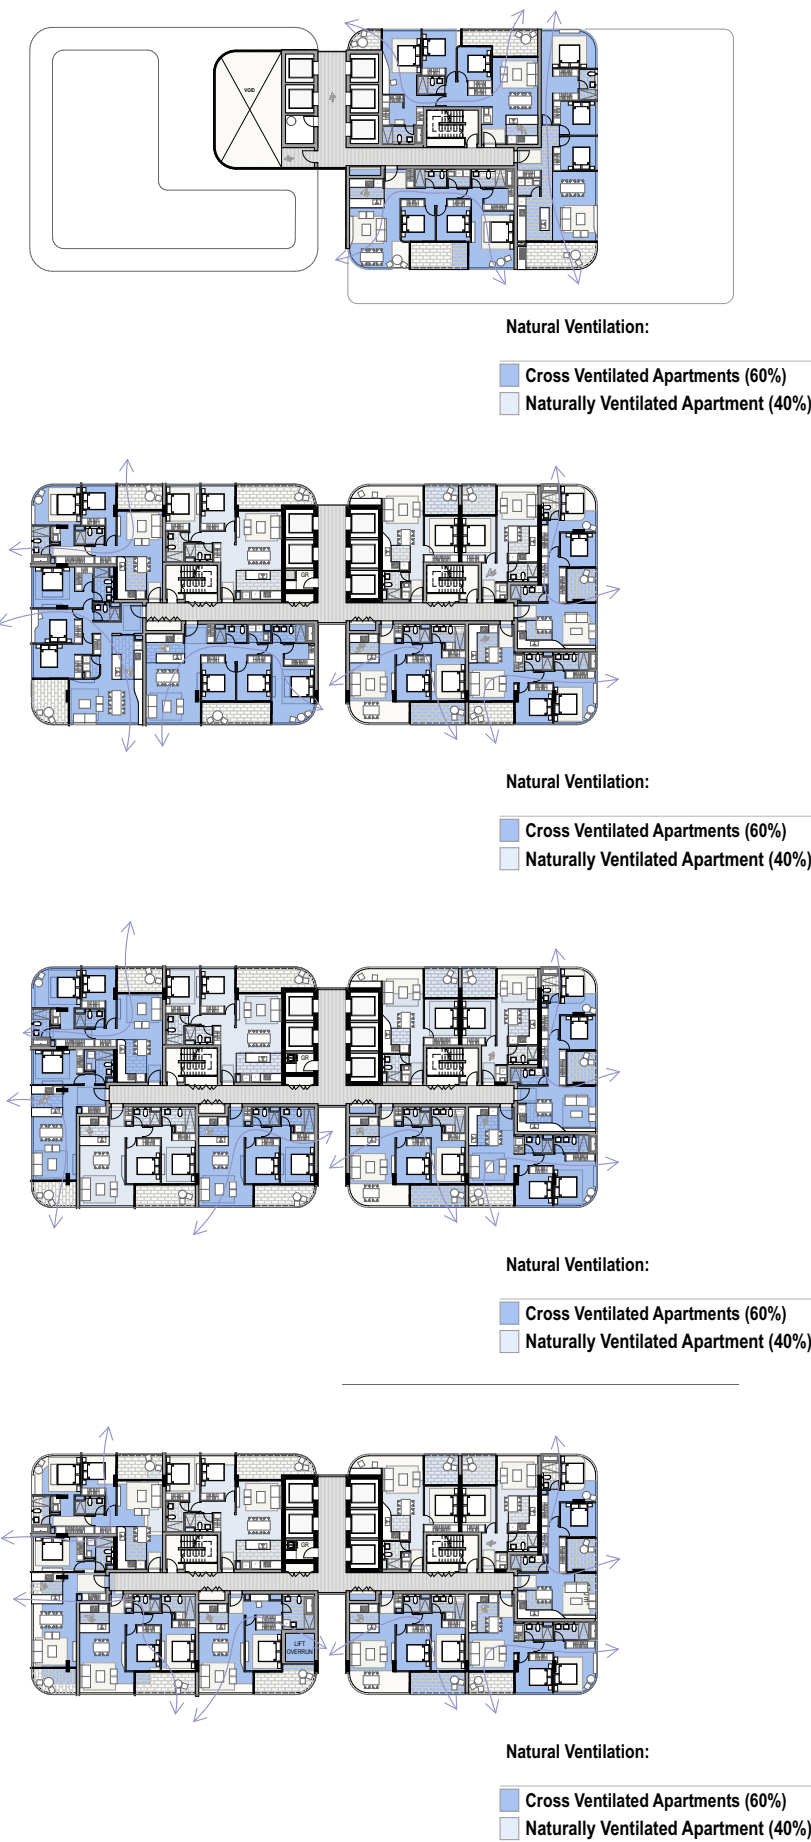 VOID
Natural Ventilation:
Cross Ventilated Apartments (60%)
Naturally Ventilated Apartment (40%)
GR
Natural Ventilation:
Cross Ventilated Apartments (60%)
Naturally Ventilated Apartment (40%)
GR
Natural Ventilation:
Cross Ventilated Apartments (60%)
Naturally Ventilated Apartment (40%)
GR
LIFT
OVERRUN
Natural Ventilation:
Cross Ventilated Apartments (60%)
Naturally Ventilated Apartment (40%)